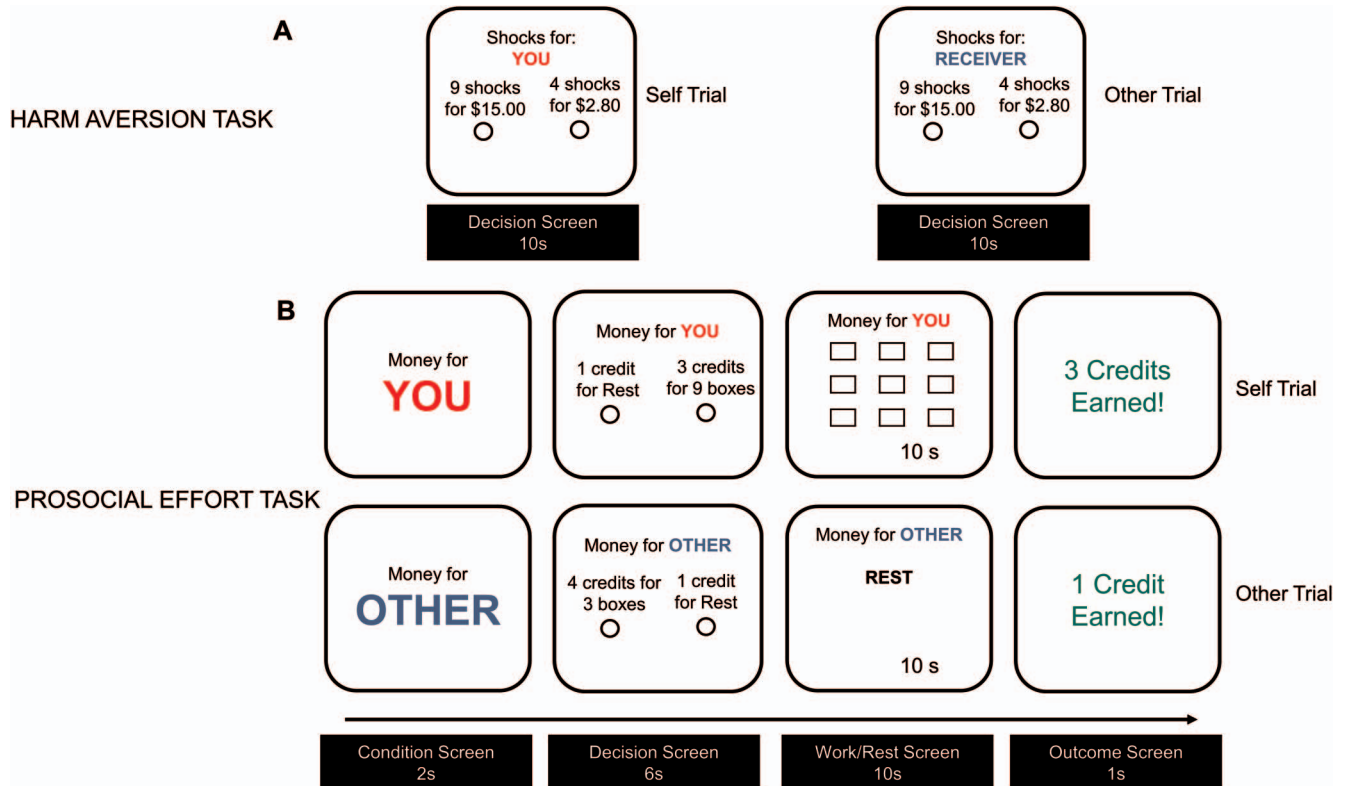 A
HARM AVERSION TASK
Shocks for:
YOU
9 shocks
for $15.00
4 shocks
for $2.80
Self Trial
Decision Screen
10s
Shocks for:
RECEIVER
9 shocks
for $15.00
4 shocks
for $2.80
Other Trial
Decision Screen
10s
B
PROSOCIAL EFFORT TASK
Money for
YOU
Money for YOU
1 credit
for Rest
3 credits
for 9 boxes
Money for YOU
10 s
3 Credits
Earned!
Self Trial
Money for
OTHER
Money for OTHER
4 credits for
3 boxes
1 credit
for Rest
Money for OTHER
REST
10 s
1 Credit
Earned!
Other Trial
Condition Screen
2s
Decision Screen
6s
Work/Rest Screen
10s
Outcome Screen
1s